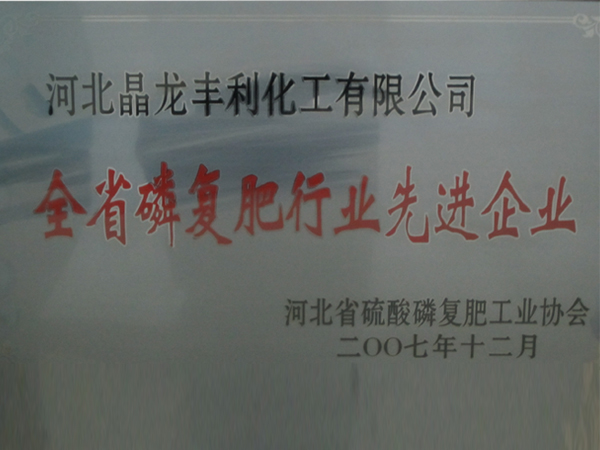 河北晶龙丰利化工有限公司
全省磷复肥行业先进企业
河北省硫酸磷复肥工业协会
二〇〇七年十二月